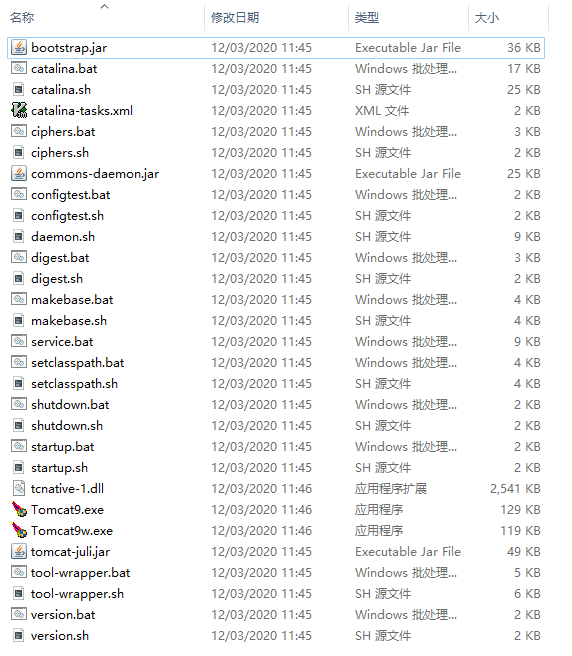 名称 修改日期 类型 大小
bootstrap.jar 12/03/2020 11:45 Executable Jar File 36 KB
catalina.bat 12/03/2020 11:45 Windows 批处理... 17 KB
catalina.sh 12/03/2020 11:45 SH 源文件 25 KB
catalina-tasks.xml 12/03/2020 11:45 XML 文件 2 KB
ciphers.bat 12/03/2020 11:45 Windows 批处理... 3 KB
ciphers.sh 12/03/2020 11:45 SH 源文件 2 KB
commons-daemon.jar 12/03/2020 11:45 Executable Jar File 25 KB
configtest.bat 12/03/2020 11:45 Windows 批处理... 2 KB
configtest.sh 12/03/2020 11:45 SH 源文件 2 KB
daemon.sh 12/03/2020 11:45 SH 源文件 9 KB
digest.bat 12/03/2020 11:45 Windows 批处理... 3 KB
digest.sh 12/03/2020 11:45 SH 源文件 2 KB
makebase.bat 12/03/2020 11:45 Windows 批处理... 4 KB
makebase.sh 12/03/2020 11:45 SH 源文件 4 KB
service.bat 12/03/2020 11:45 Windows 批处理... 9 KB
setclasspath.bat 12/03/2020 11:45 Windows 批处理... 4 KB
setclasspath.sh 12/03/2020 11:45 SH 源文件 4 KB
shutdown.bat 12/03/2020 11:45 Windows 批处理... 2 KB
shutdown.sh 12/03/2020 11:45 SH 源文件 2 KB
startup.bat 12/03/2020 11:45 Windows 批处理... 2 KB
startup.sh 12/03/2020 11:45 SH 源文件 2 KB
tcnative-1.dll 12/03/2020 11:46 应用程序扩展 2,541 KB
Tomcat9.exe 12/03/2020 11:46 应用程序 129 KB
Tomcat9w.exe 12/03/2020 11:46 应用程序 119 KB
tomcat-juli.jar 12/03/2020 11:45 Executable Jar File 49 KB
tool-wrapper.bat 12/03/2020 11:45 Windows 批处理... 5 KB
tool-wrapper.sh 12/03/2020 11:45 SH 源文件 6 KB
version.bat 12/03/2020 11:45 Windows 批处理... 2 KB
version.sh 12/03/2020 11:45 SH 源文件 2 KB